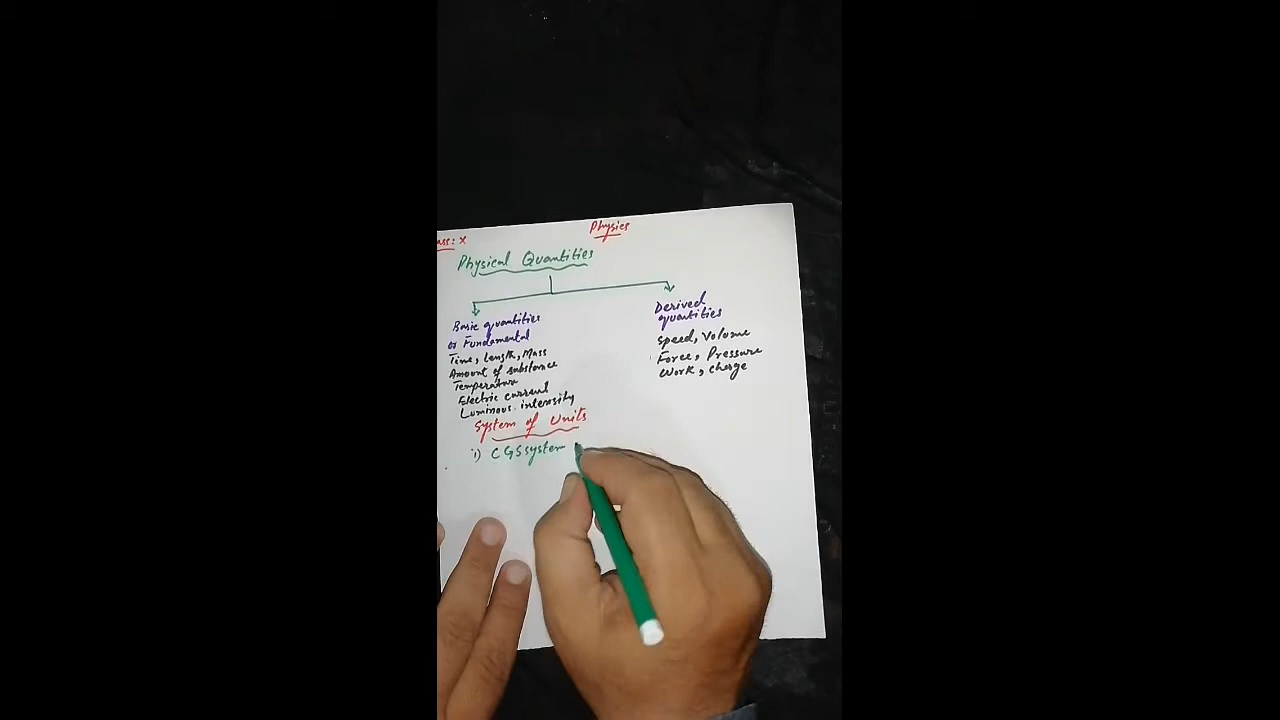 Physics
ass: X
Physical Quantities
Basic quantities
or Fundamental
Time, Length, Mass
Amount of substance
Temperature
Electric current
Luminous intensity
Derived
quantities
Speed, Volume
Force, Pressure
Work, charge
System of Units
i) CGS system